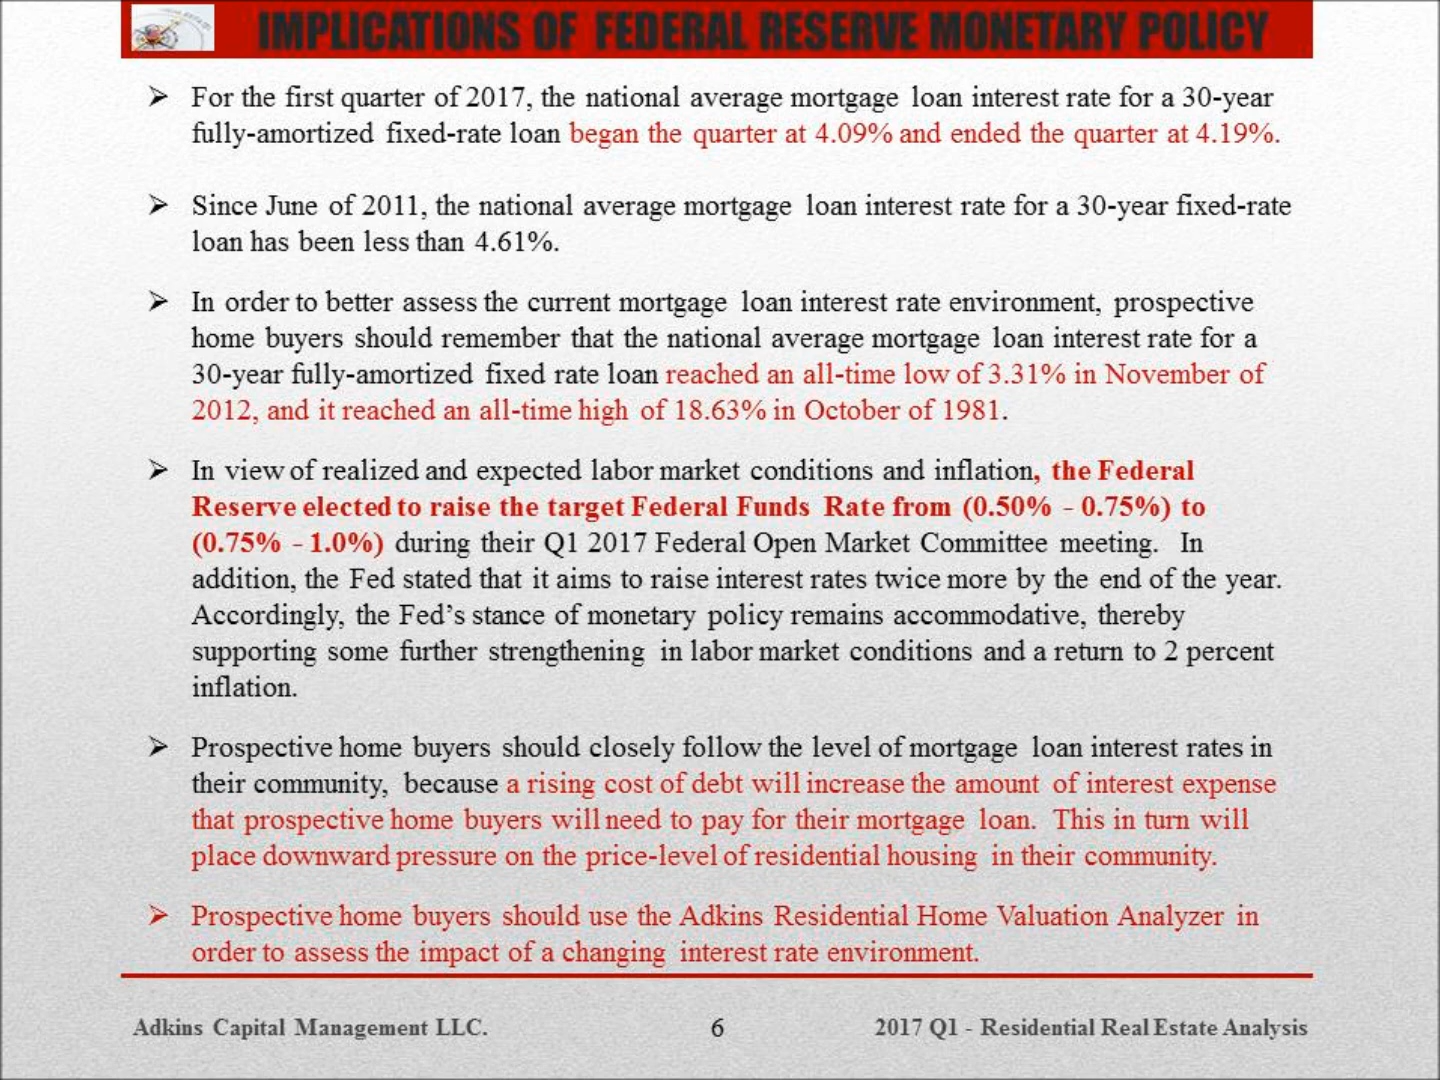 IMPLICATIONS OF FEDERAL RESERVE MONETARY POLICY
➢ For the first quarter of 2017, the national average mortgage loan interest rate for a 30-year
fully-amortized fixed-rate loan began the quarter at 4.09% and ended the quarter at 4.19%.
➢ Since June of 2011, the national average mortgage loan interest rate for a 30-year fixed-rate
loan has been less than 4.61%.
➢ In order to better assess the current mortgage loan interest rate environment, prospective
home buyers should remember that the national average mortgage loan interest rate for a
30-year fully-amortized fixed rate loan reached an all-time low of 3.31% in November of
2012, and it reached an all-time high of 18.63% in October of 1981.
➢ In view of realized and expected labor market conditions and inflation, the Federal
Reserve elected to raise the target Federal Funds Rate from (0.50% - 0.75%) to
(0.75% - 1.0%) during their Q1 2017 Federal Open Market Committee meeting. In
addition, the Fed stated that it aims to raise interest rates twice more by the end of the year.
Accordingly, the Fed's stance of monetary policy remains accommodative, thereby
supporting some further strengthening in labor market conditions and a return to 2 percent
inflation.
➢ Prospective home buyers should closely follow the level of mortgage loan interest rates in
their community, because a rising cost of debt will increase the amount of interest expense
that prospective home buyers will need to pay for their mortgage loan. This in turn will
place downward pressure on the price-level of residential housing in their community.
➢ Prospective home buyers should use the Adkins Residential Home Valuation Analyzer in
order to assess the impact of a changing interest rate environment.
Adkins Capital Management LLC. 6 2017 Q1 - Residential Real Estate Analysis